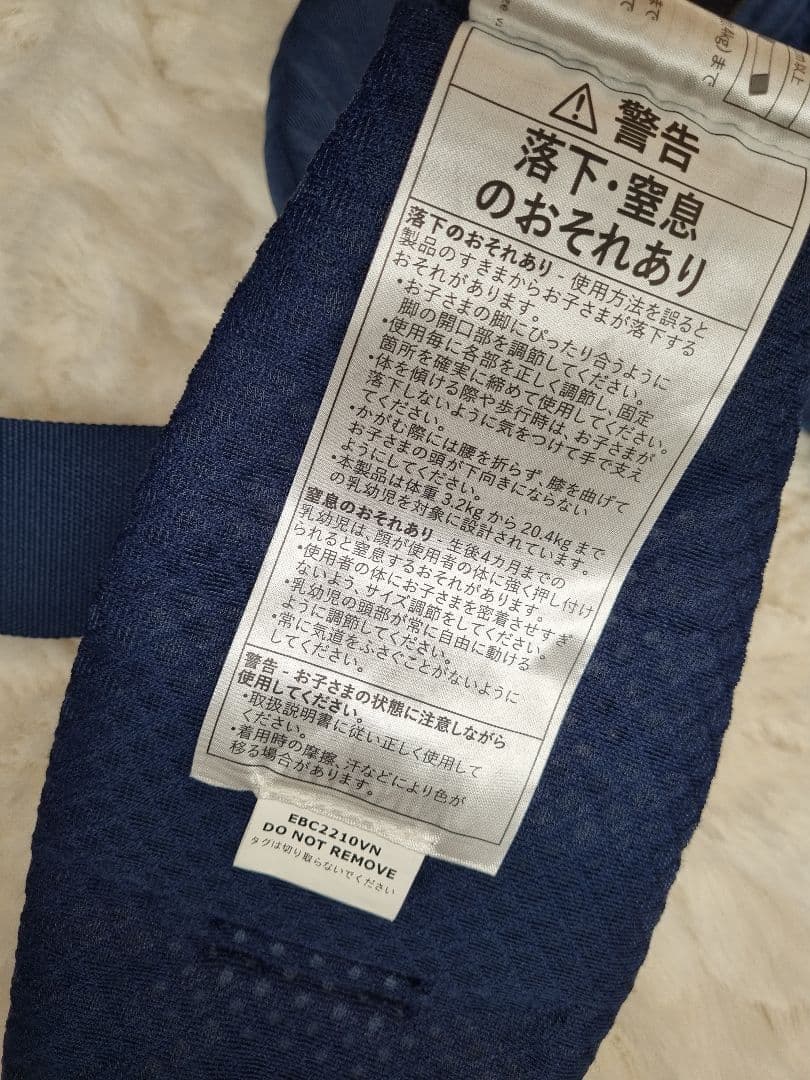 まで
kg)まで
以上
警告
落下・窒息
のおそれあり
落下のおそれあり - 使用方法を誤ると
製品のすきまからお子さまが落下する
おそれがあります。
・お子さまの脚にぴったり合うように
脚の開口部を調節してください。
・使用毎に各部を正しく調節し、固定
箇所を確実に締めて使用してください。
・体を傾ける際や歩行時は、お子さまが
落下しないように気をつけて手で支え
てください。
・かがむ際には腰を折らず、膝を曲げて
お子さまの頭が下向きにならない
ようにしてください。
・本製品は体重 3.2kg から 20.4kg まで
の乳幼児を対象に設計されています。
窒息のおそれあり - 生後4カ月までの
乳幼児は、頭が使用者の体に強く押し付け
られると窒息するおそれがあります。
・使用者の体にお子さまを密着させすぎ
ないよう、サイズ調節をしてください。
・乳幼児の頭部が常に自由に動ける
ように調節してください。
・常に気道をふさぐことがないように
してください。
警告 - お子さまの状態に注意しながら
使用してください。
・取扱説明書に従い正しく使用して
ください。
・着用時の摩擦、汗などにより色が
移る場合があります。
EBC2210VN
DO NOT REMOVE
タグは切り取らないでください